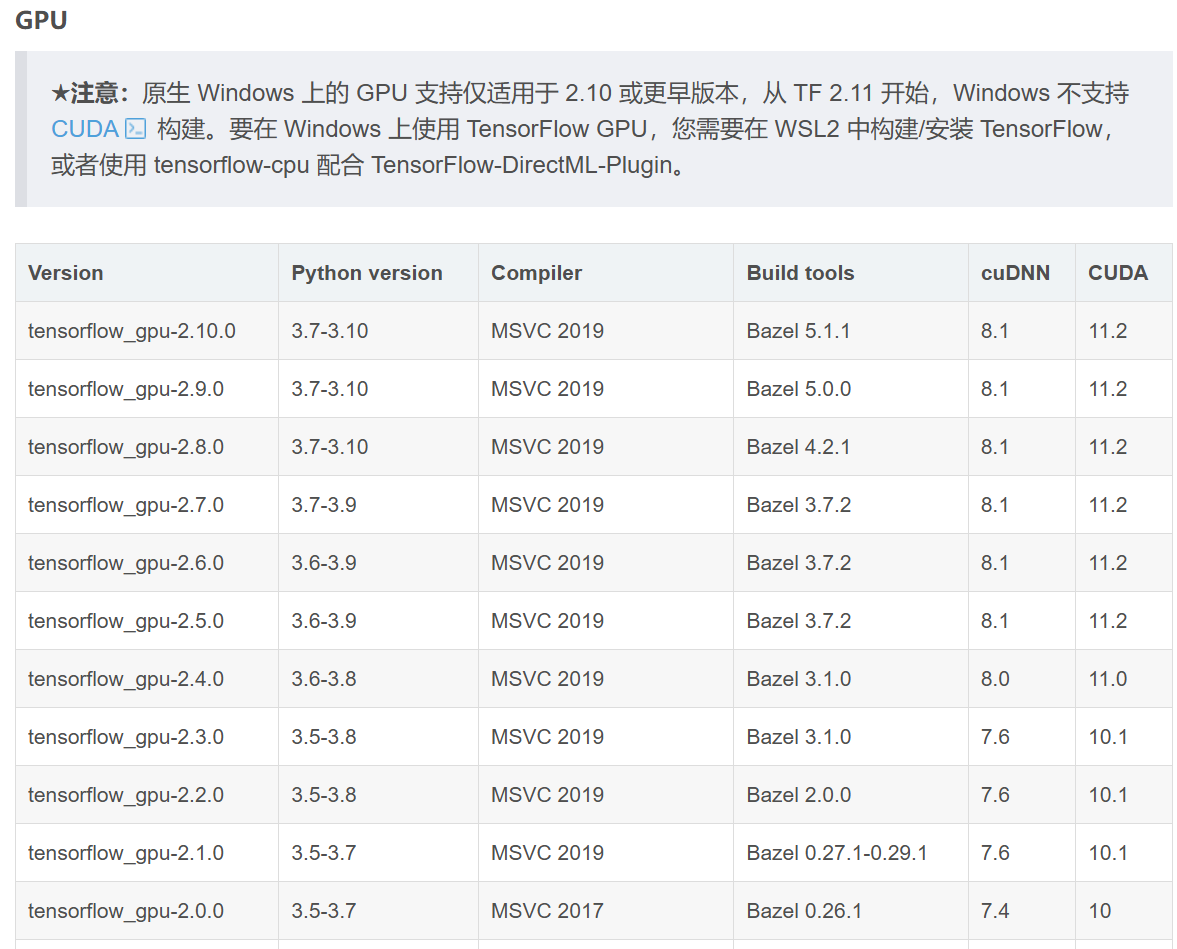 GPU
★注意：原生 Windows 上的 GPU 支持仅适用于 2.10 或更早版本，从 TF 2.11 开始，Windows 不支持
CUDA 构建。要在 Windows 上使用 TensorFlow GPU，您需要在 WSL2 中构建/安装 TensorFlow，
或者使用 tensorflow-cpu 配合 TensorFlow-DirectML-Plugin。
Version Python version Compiler Build tools cuDNN CUDA
tensorflow_gpu-2.10.0 3.7-3.10 MSVC 2019 Bazel 5.1.1 8.1 11.2
tensorflow_gpu-2.9.0 3.7-3.10 MSVC 2019 Bazel 5.0.0 8.1 11.2
tensorflow_gpu-2.8.0 3.7-3.10 MSVC 2019 Bazel 4.2.1 8.1 11.2
tensorflow_gpu-2.7.0 3.7-3.9 MSVC 2019 Bazel 3.7.2 8.1 11.2
tensorflow_gpu-2.6.0 3.6-3.9 MSVC 2019 Bazel 3.7.2 8.1 11.2
tensorflow_gpu-2.5.0 3.6-3.9 MSVC 2019 Bazel 3.7.2 8.1 11.2
tensorflow_gpu-2.4.0 3.6-3.8 MSVC 2019 Bazel 3.1.0 8.0 11.0
tensorflow_gpu-2.3.0 3.5-3.8 MSVC 2019 Bazel 3.1.0 7.6 10.1
tensorflow_gpu-2.2.0 3.5-3.8 MSVC 2019 Bazel 2.0.0 7.6 10.1
tensorflow_gpu-2.1.0 3.5-3.7 MSVC 2019 Bazel 0.27.1-0.29.1 7.6 10.1
tensorflow_gpu-2.0.0 3.5-3.7 MSVC 2017 Bazel 0.26.1 7.4 10